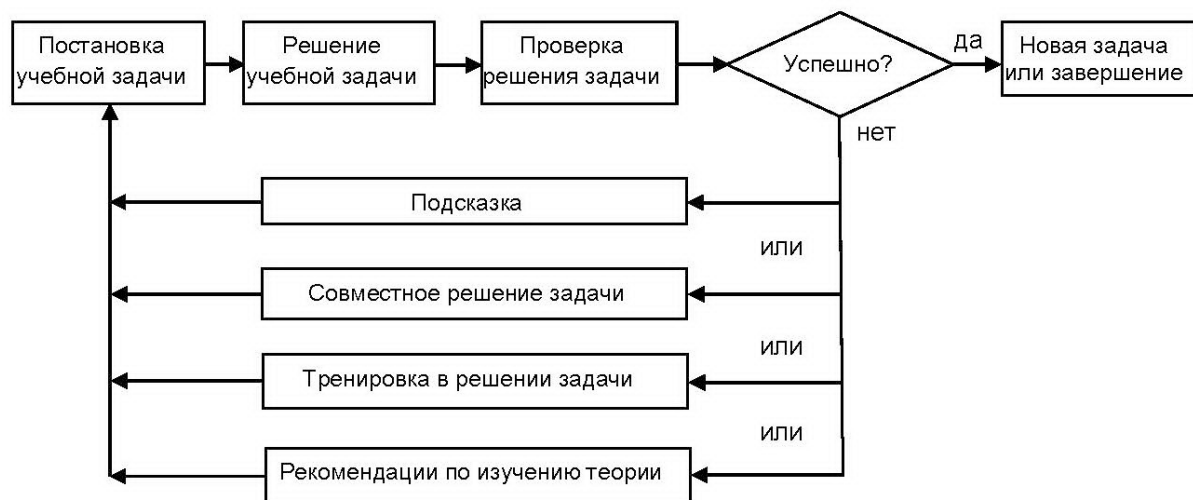 Постановка
учебной задачи
Решение
учебной задачи
Проверка
решения задачи
Успешно?
да
Новая задача
или завершение
нет
Подсказка
или
Совместное решение задачи
или
Тренировка в решении задачи
или
Рекомендации по изучению теории